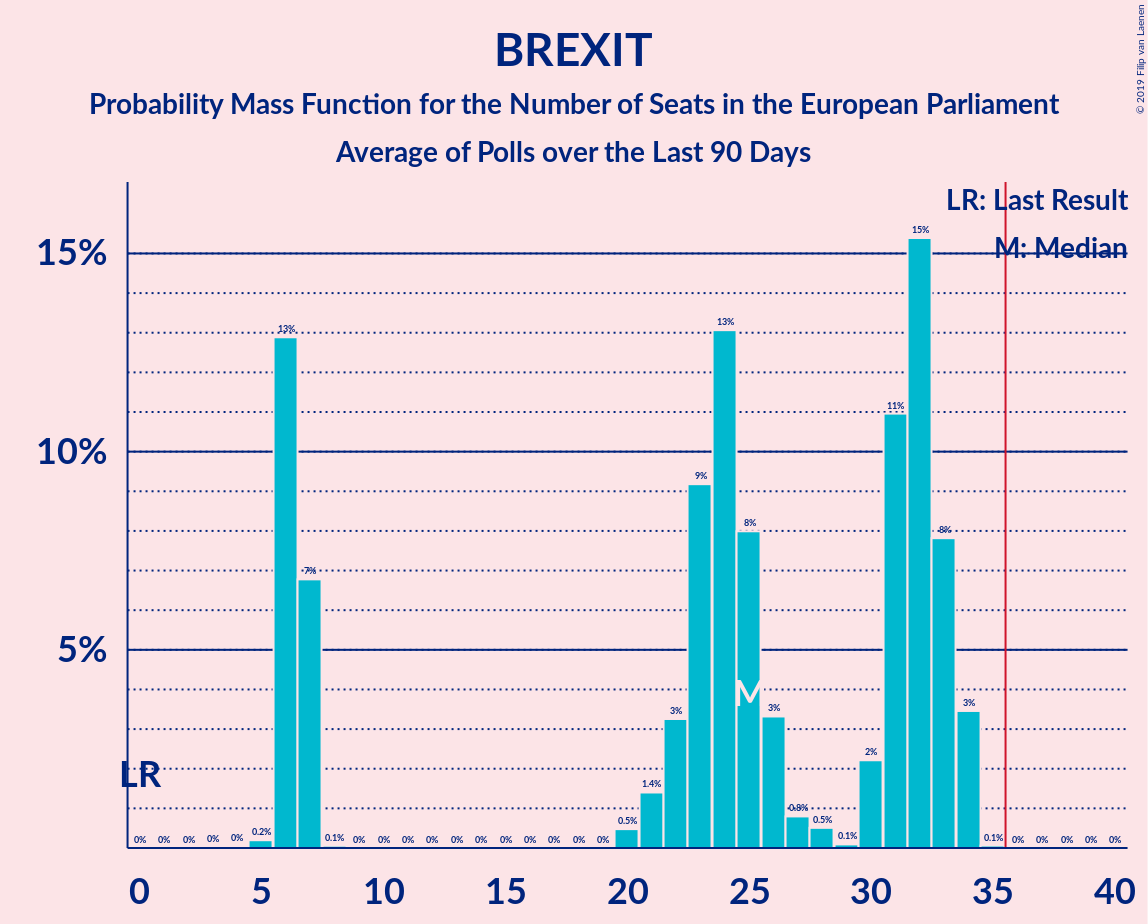 BREXIT
Probability Mass Function for the Number of Seats in the European Parliament
Average of Polls over the Last 90 Days
© 2019 Filip van Laenen
LR: Last Result
M: Median
15%
10%
5%
15%
13%
13%
11%
9%
8%
8%
7%
3%
3%
3%
2%
1.4%
0.8%
0.5%
0.5%
M
LR
0% 0% 0% 0% 0% 0.2% 0.1% 0% 0% 0% 0% 0% 0% 0% 0% 0% 0% 0% 0.1% 0.1% 0% 0% 0% 0% 0%
0 5 10 15 20 25 30 35 40